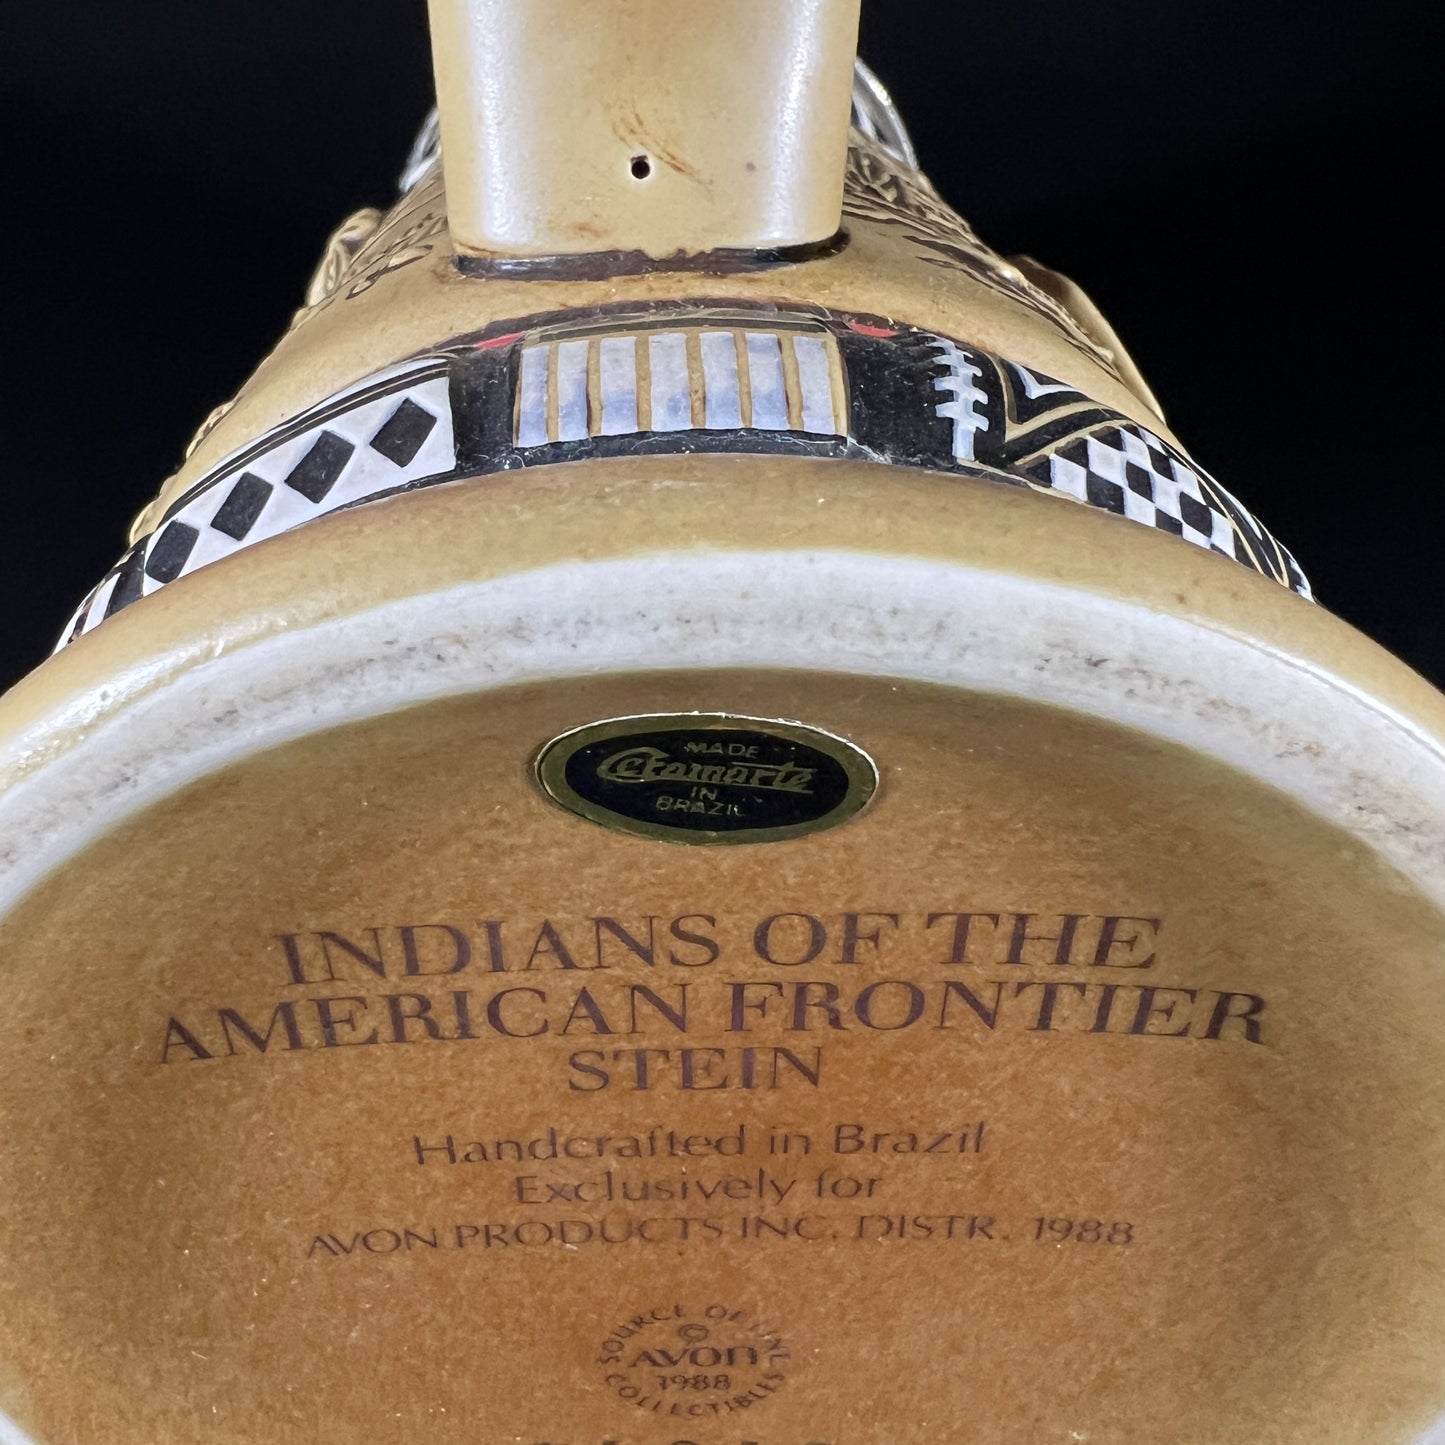 MADE
Ceramarte
IN
BRAZIL
INDIANS OF THE
AMERICAN FRONTIER
STEIN
Handcrafted in Brazil
Exclusively for
AVON PRODUCTS INC. DISTR. 1988
SOURCE OF FINE COLLECTIBLES
©
AVON
1988